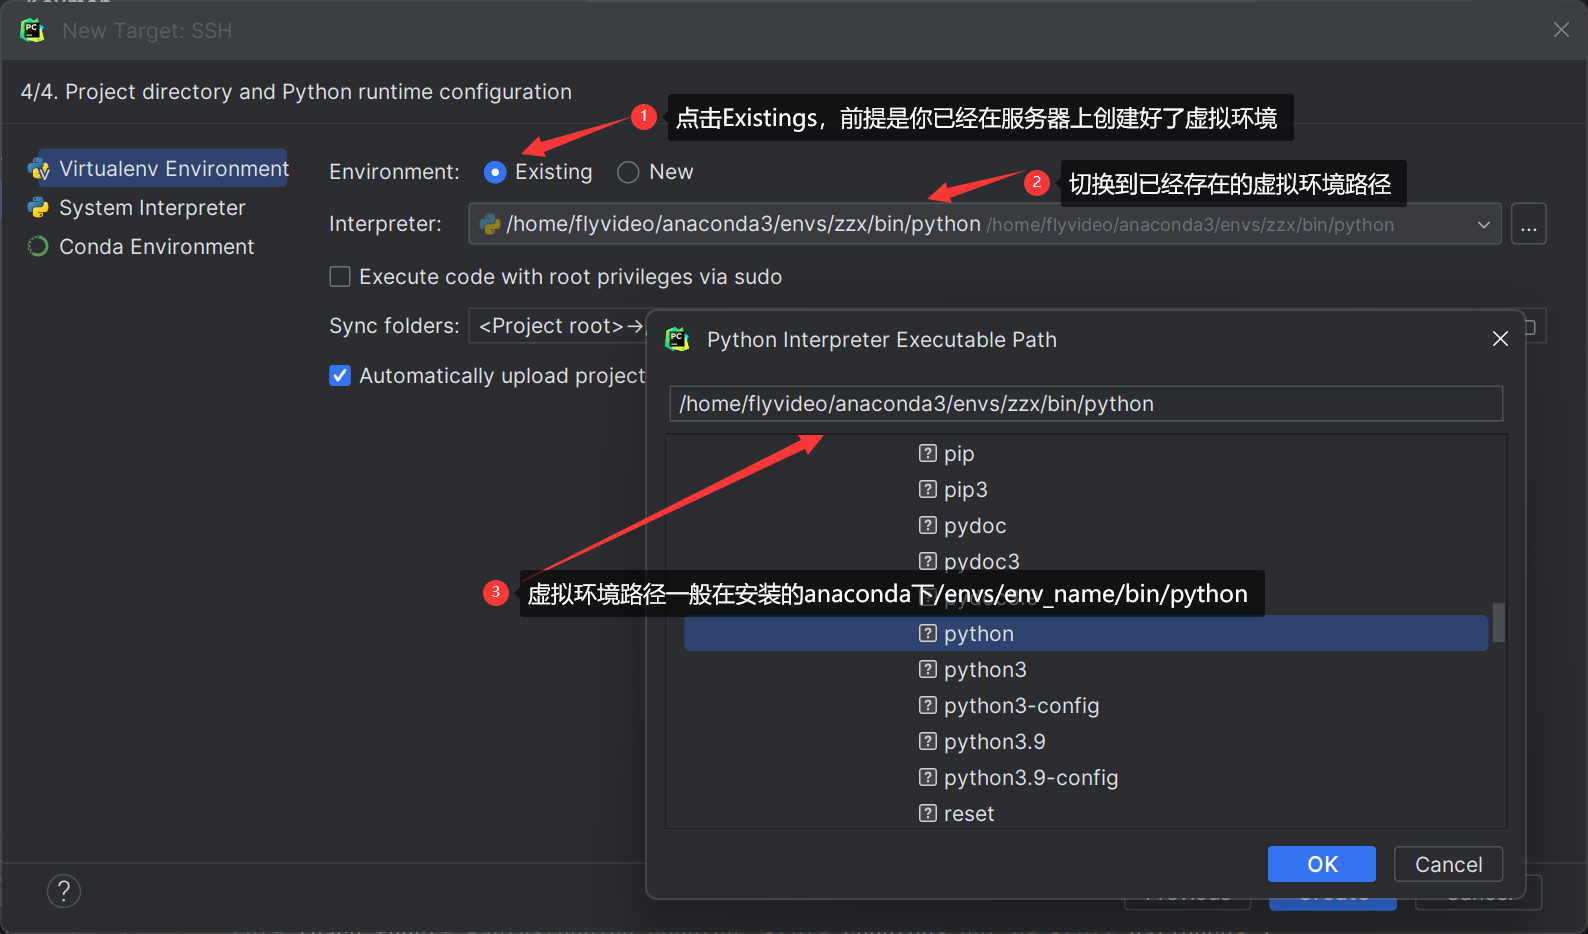 New Target: SSH
4/4. Project directory and Python runtime configuration
1
点击Existings，前提是你已经在服务器上创建好了虚拟环境
Virtualenv Environment
System Interpreter
Conda Environment
Environment:
Existing
New
2
切换到已经存在的虚拟环境路径
Interpreter:
/home/flyvideo/anaconda3/envs/zzx/bin/python /home/flyvideo/anaconda3/envs/zzx/bin/python
...
Execute code with root privileges via sudo
Sync folders:
<Project root>→
Automatically upload project
Python Interpreter Executable Path
/home/flyvideo/anaconda3/envs/zzx/bin/python
pip
pip3
pydoc
pydoc3
3
虚拟环境路径一般在安装的anaconda下/envs/env_name/bin/python
python
python3
python3-config
python3.9
python3.9-config
reset
OK
Cancel
?